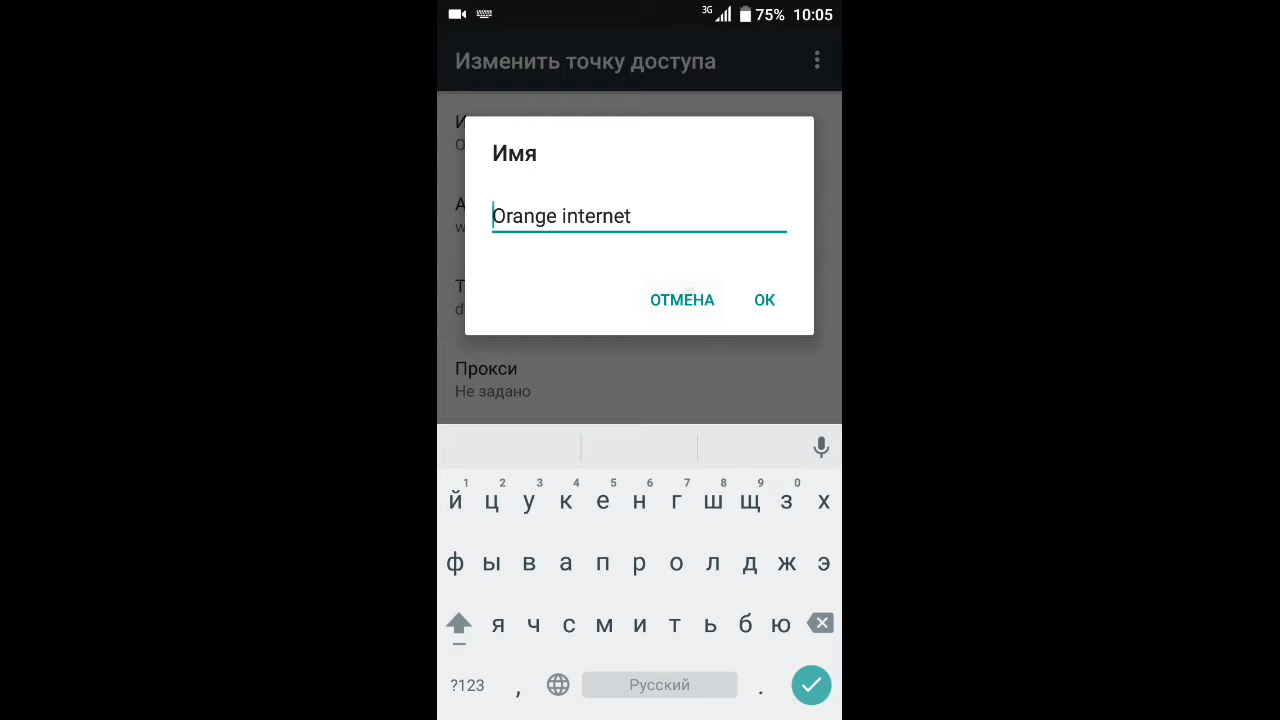 3G 75% 10:05
Изменить точку доступа
Имя
Orange internet
ОТМЕНА ОК
Прокси
Не задано
1 2 3 4 5 6 7 8 9 0
й ц у к е н г ш щ з х
ф ы в а п р о л д ж э
я ч с м и т ь б ю
?123 , Русский .